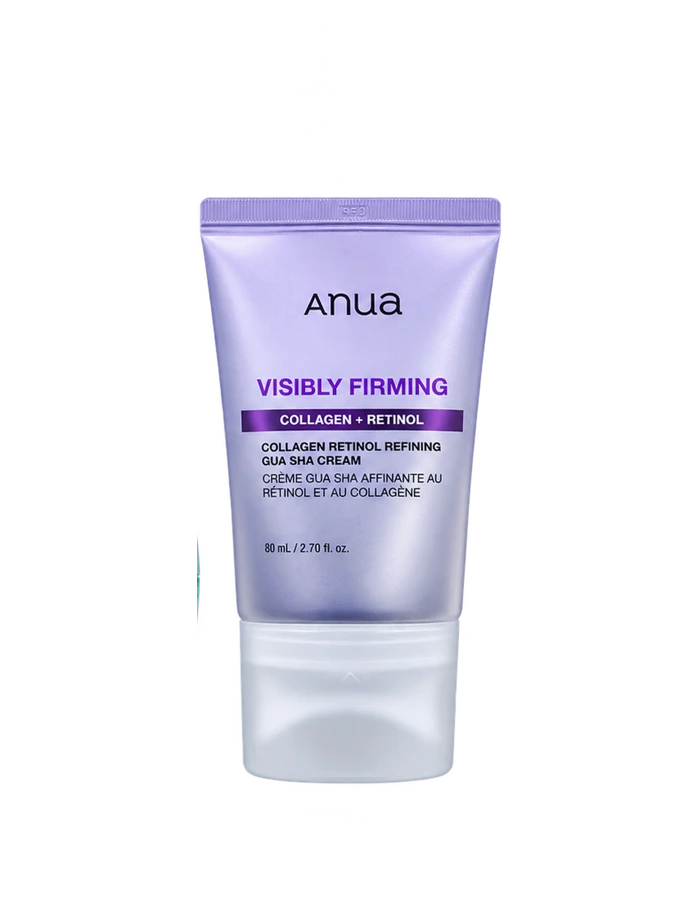 Anua
VISIBLY FIRMING
COLLAGEN + RETINOL
COLLAGEN RETINOL REFINING
GUA SHA CREAM
CRÈME GUA SHA AFFINANTE AU
RÉTINOL ET AU COLLAGÈNE
80 mL / 2.70 fl. oz.